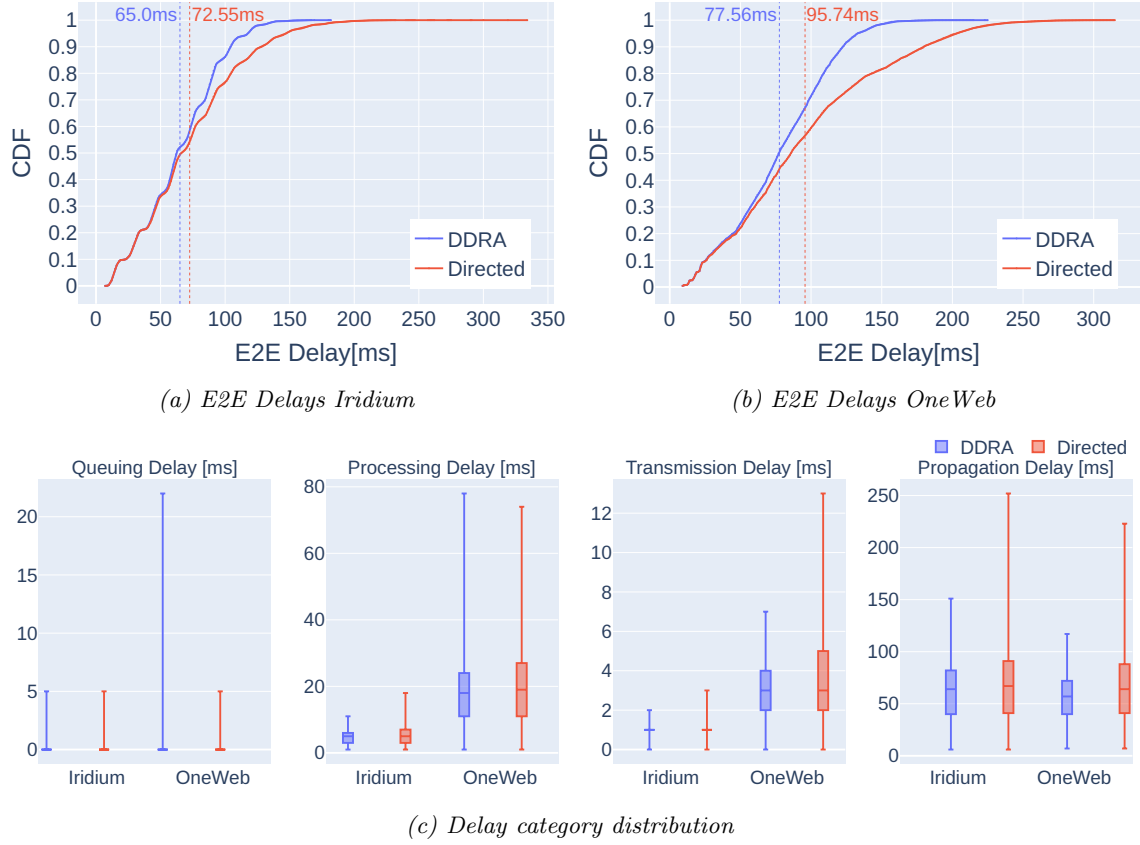 65.0ms 72.55ms
1
0.9
0.8
0.7
0.6
0.5
0.4
0.3
0.2
0.1
0
CDF
DDRA
Directed
0 50 100 150 200 250 300 350
E2E Delay[ms]
(a) E2E Delays Iridium
77.56ms 95.74ms
1
0.9
0.8
0.7
0.6
0.5
0.4
0.3
0.2
0.1
0
CDF
DDRA
Directed
0 50 100 150 200 250 300
E2E Delay[ms]
(b) E2E Delays OneWeb
DDRA Directed
Queuing Delay [ms]
20
15
10
5
0
Iridium OneWeb
Processing Delay [ms]
80
60
40
20
0
Iridium OneWeb
Transmission Delay [ms]
12
10
8
6
4
2
0
Iridium OneWeb
Propagation Delay [ms]
250
200
150
100
50
0
Iridium OneWeb
(c) Delay category distribution